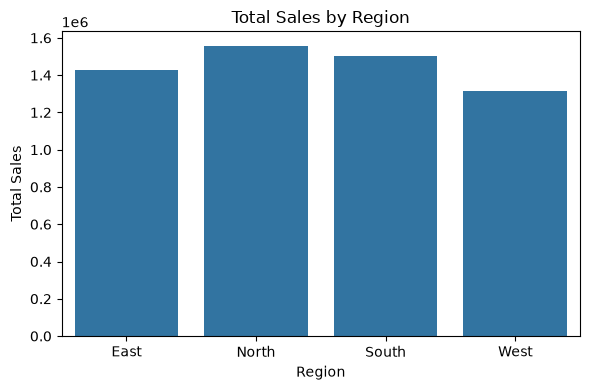 Total Sales by Region
1e6
1.6
1.4
1.2
1.0
0.8
0.6
0.4
0.2
0.0
Total Sales
East North South West
Region